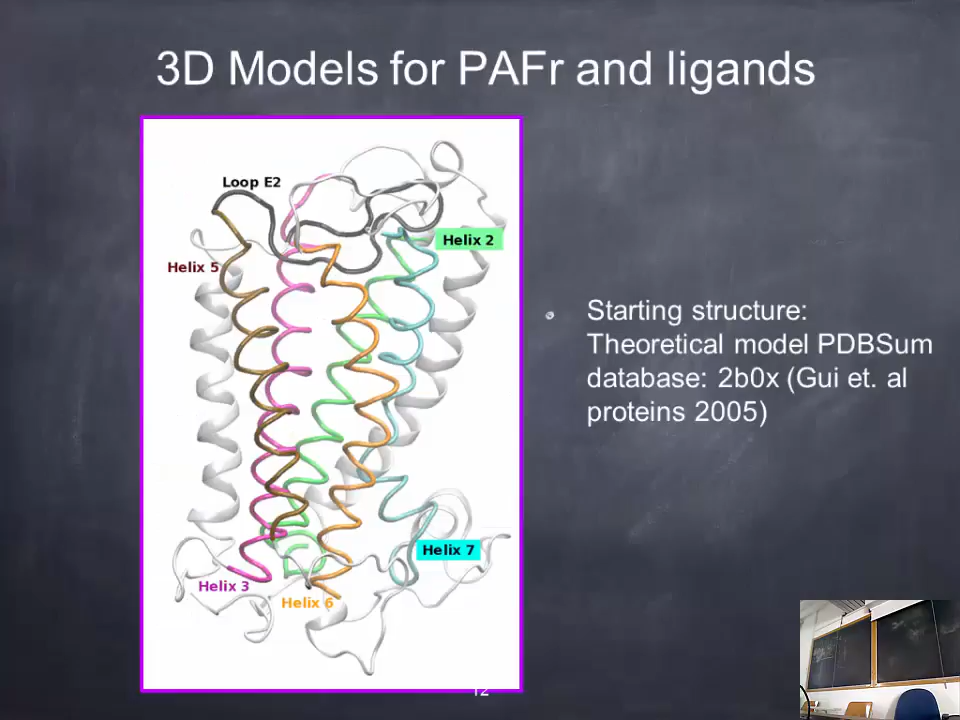 3D Models for PAFr and ligands
Loop E2
Helix 2
Helix 5
Starting structure:
Theoretical model PDBSum
database: 2b0x (Gui et. al
proteins 2005)
Helix 7
Helix 3
Helix 6
12